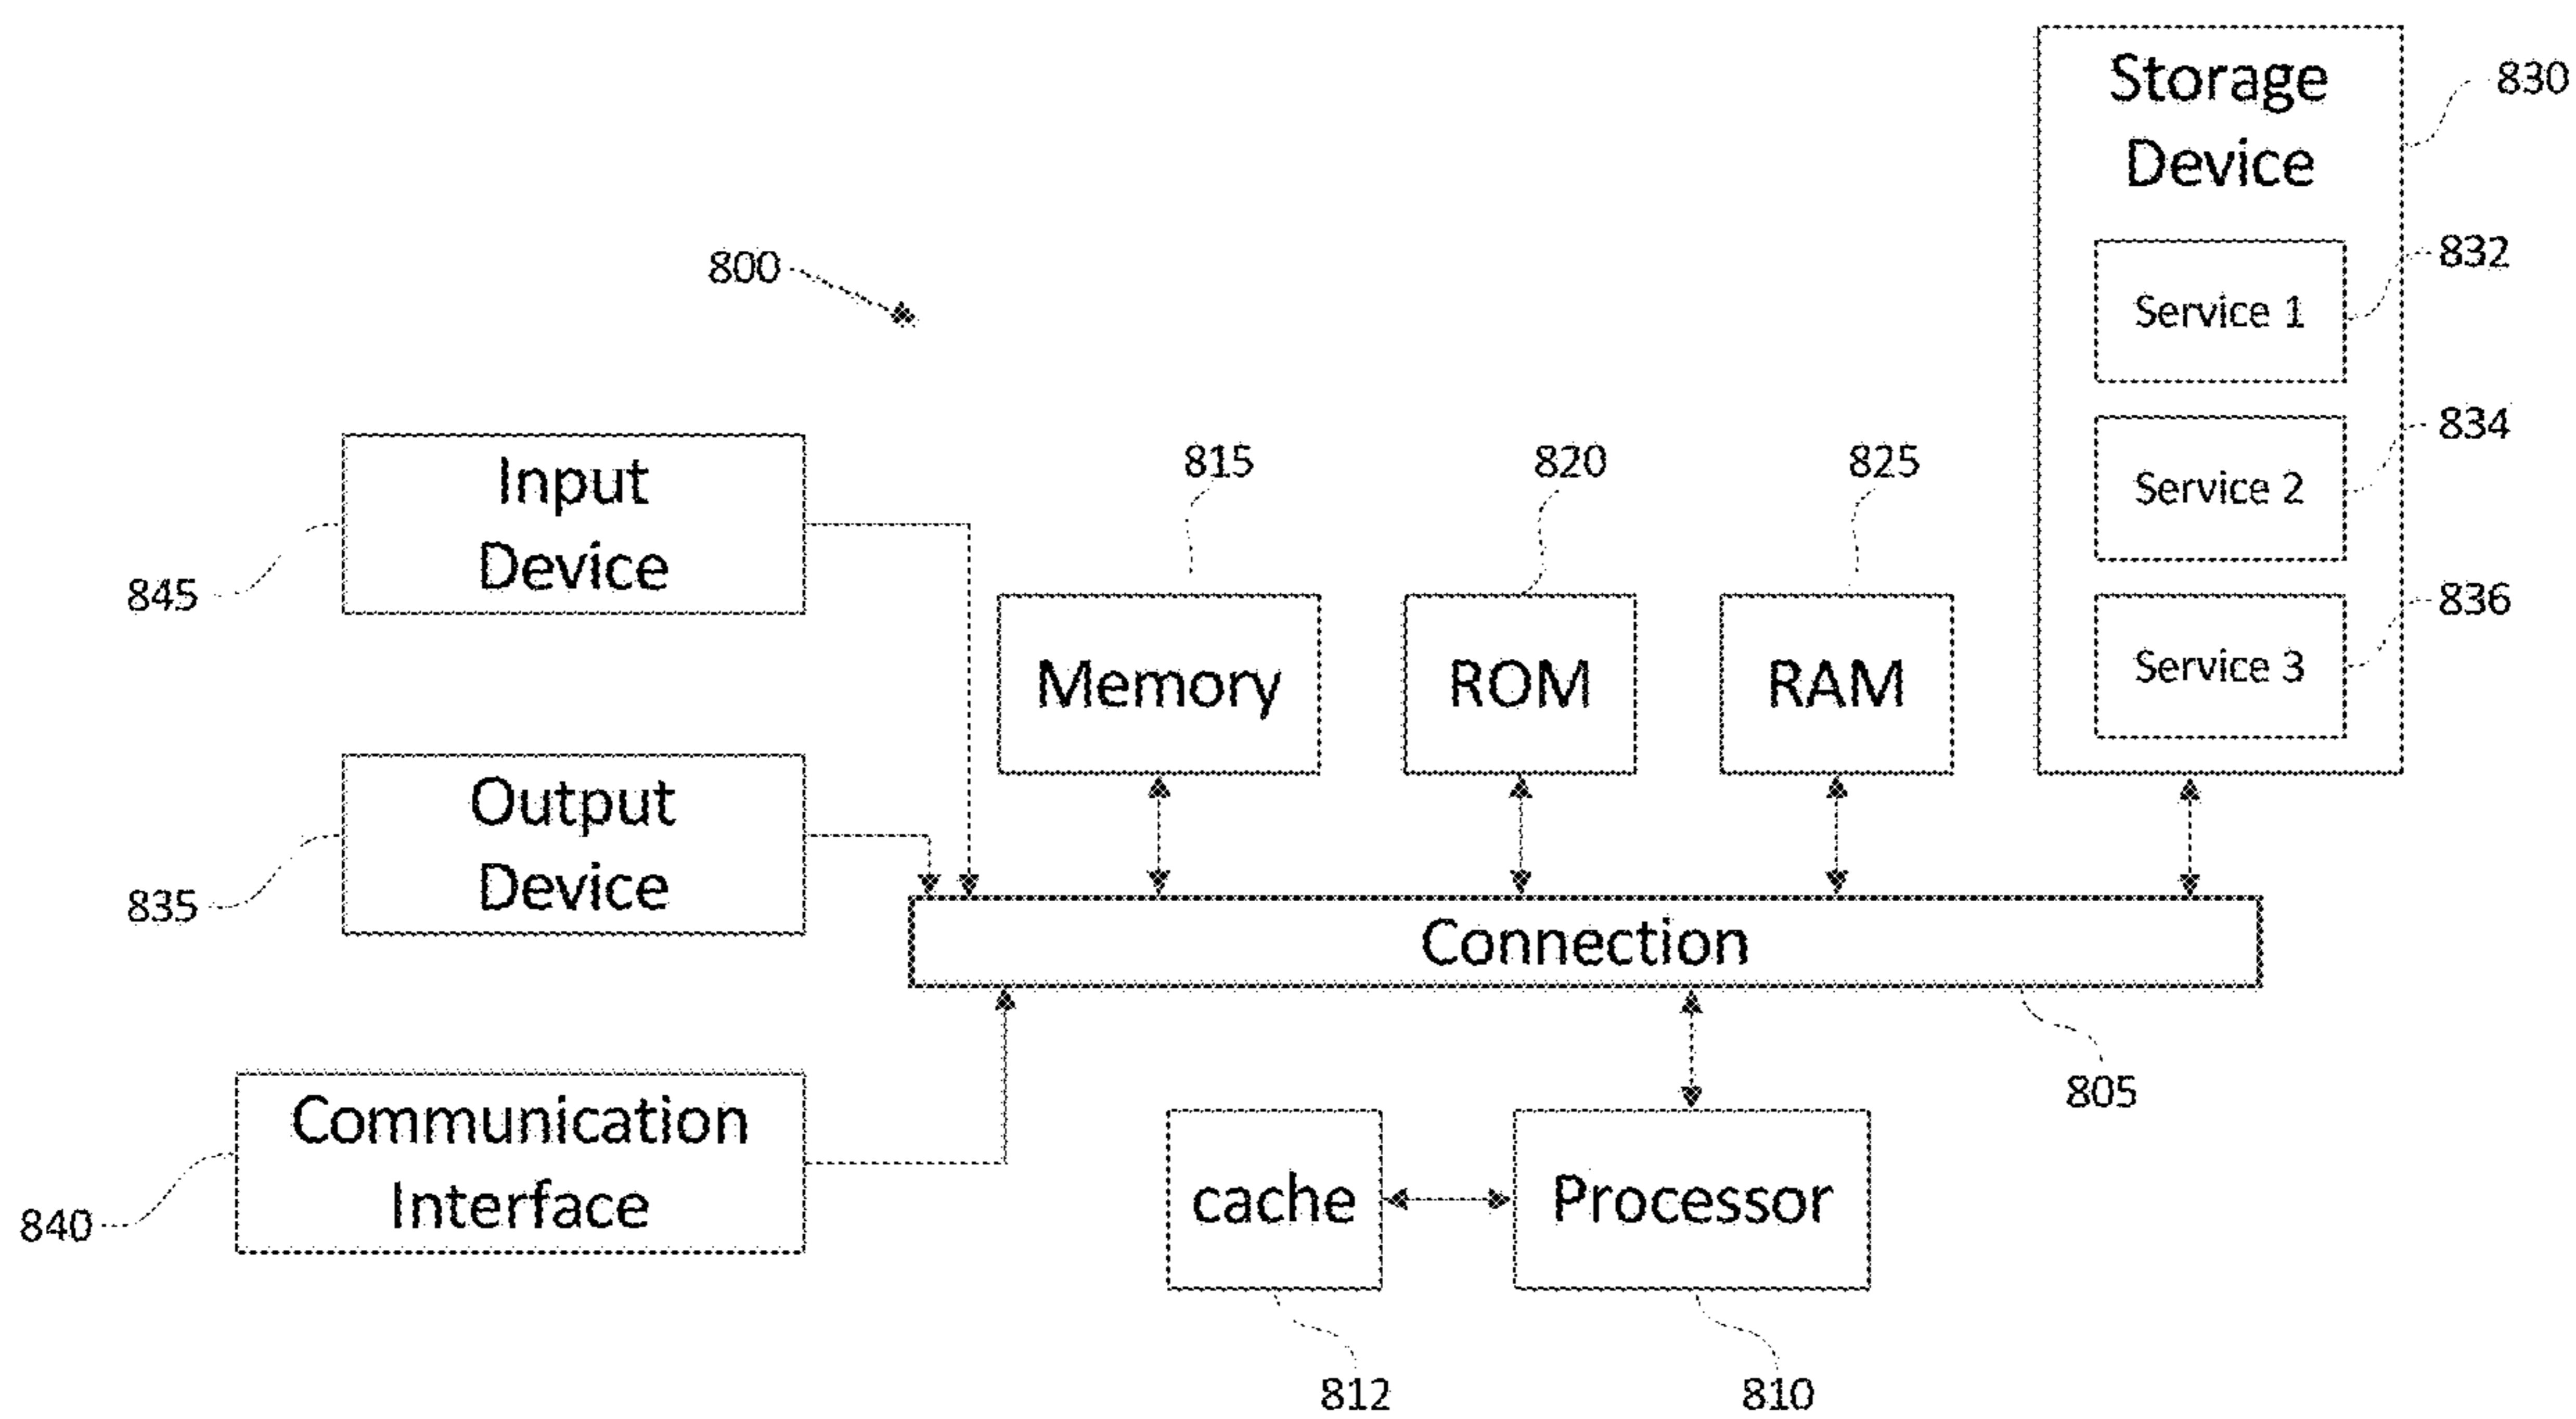 Storage
Device
830
Service 1
832
Service 2
834
Service 3
836
800
Input
Device
845
815
820
825
Memory
ROM
RAM
Output
Device
835
Connection
805
Communication
Interface
840
cache
Processor
812
810